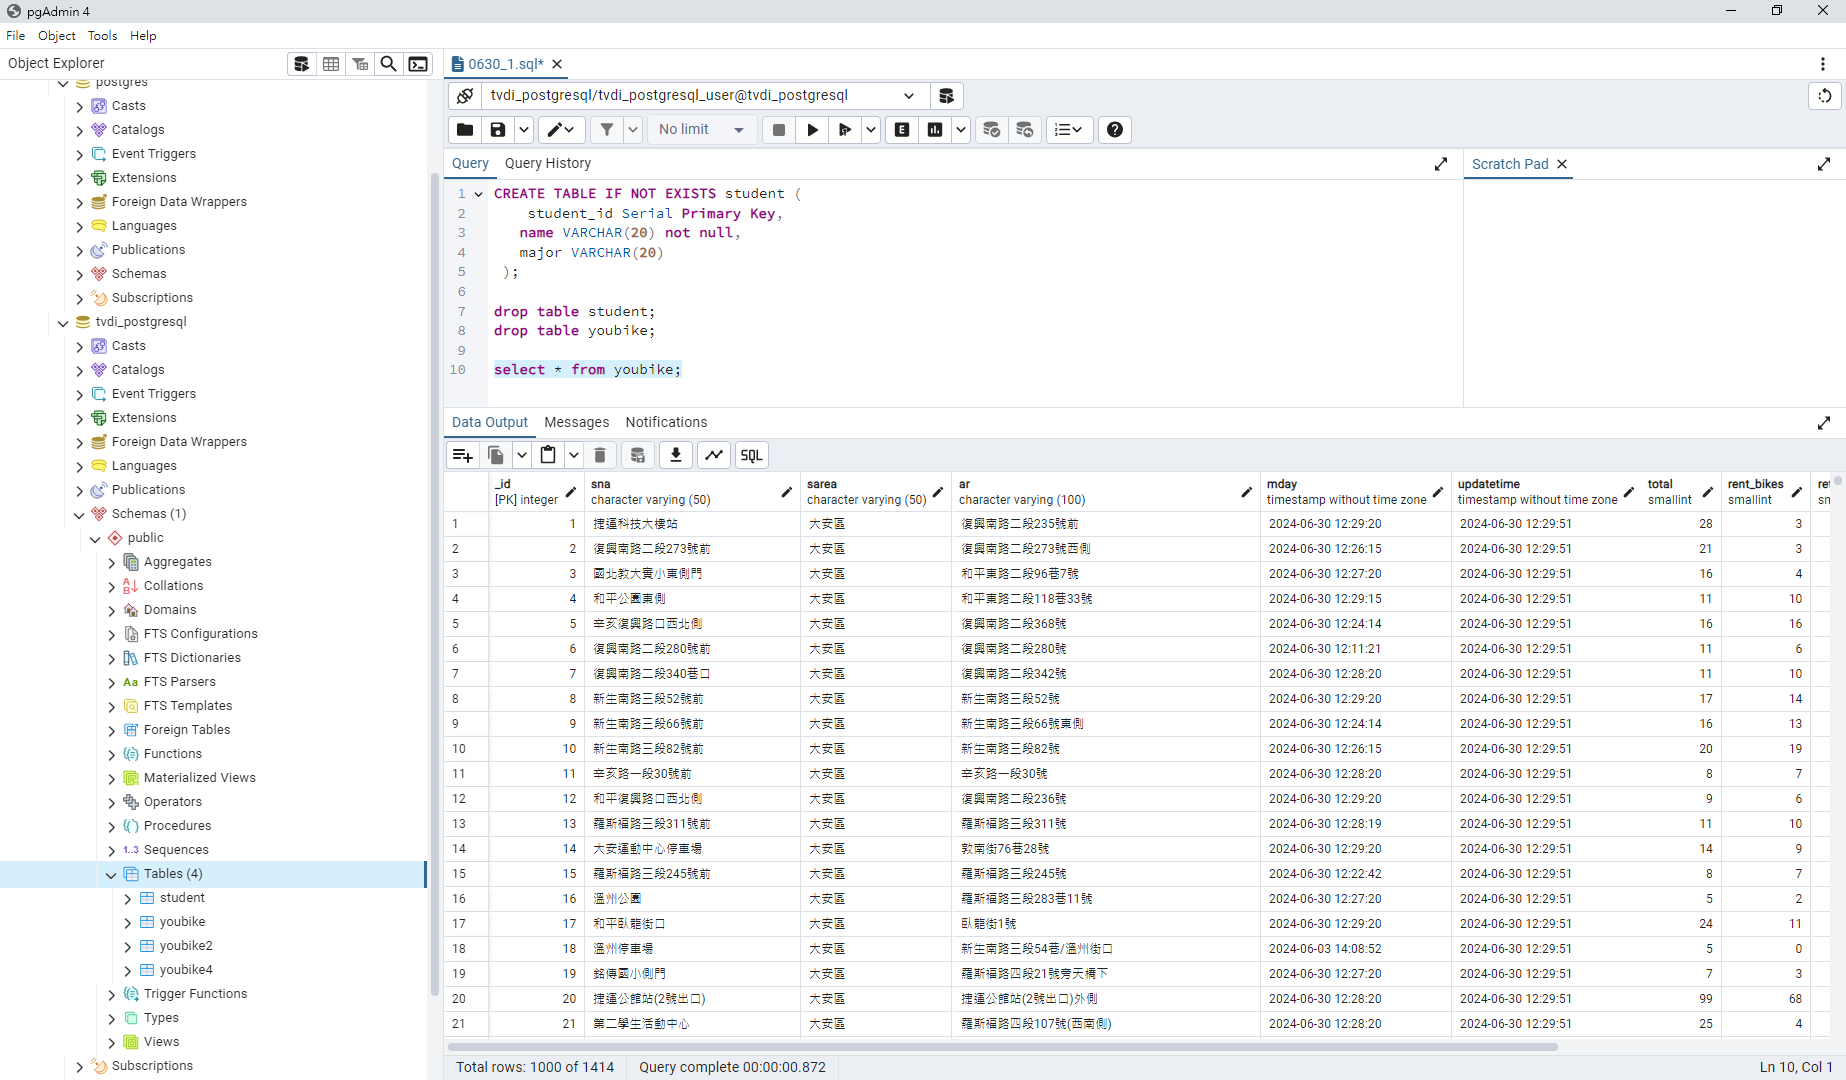 pgAdmin 4
File Object Tools Help
Object Explorer
0630_1.sql*
postgres
Casts
Catalogs
Event Triggers
Extensions
Foreign Data Wrappers
Languages
Publications
Schemas
Subscriptions
tvdi_postgresql
Casts
Catalogs
Event Triggers
Extensions
Foreign Data Wrappers
Languages
Publications
Schemas (1)
public
Aggregates
Collations
Domains
FTS Configurations
FTS Dictionaries
Aa FTS Parsers
FTS Templates
Foreign Tables
Functions
Materialized Views
Operators
Procedures
1..3 Sequences
Tables (4)
student
youbike
youbike2
youbike4
Trigger Functions
Types
Views
Subscriptions
tvdi_postgresql/tvdi_postgresql_user@tvdi_postgresql
No limit
E
Query Query History
Scratch Pad
1 CREATE TABLE IF NOT EXISTS student (
2 student_id Serial Primary Key,
3 name VARCHAR(20) not null,
4 major VARCHAR(20)
5 );
6
7 drop table student;
8 drop table youbike;
9
10 select * from youbike;
Data Output Messages Notifications
SQL
_id sna sarea ar mday updatetime total rent_bikes ret
[PK] integer character varying (50) character varying (50) character varying (100) timestamp without time zone timestamp without time zone smallint smallint sn
1 1 捷運科技大樓站 大安區 復興南路二段235號前 2024-06-30 12:29:20 2024-06-30 12:29:51 28 3
2 2 復興南路二段273號前 大安區 復興南路二段273號西側 2024-06-30 12:26:15 2024-06-30 12:29:51 21 3
3 3 國北教大實小東側門 大安區 和平東路二段96巷7號 2024-06-30 12:27:20 2024-06-30 12:29:51 16 4
4 4 和平公園東側 大安區 和平東路二段118巷33號 2024-06-30 12:29:15 2024-06-30 12:29:51 11 10
5 5 辛亥復興路口西北側 大安區 復興南路二段368號 2024-06-30 12:24:14 2024-06-30 12:29:51 16 16
6 6 復興南路二段280號前 大安區 復興南路二段280號 2024-06-30 12:11:21 2024-06-30 12:29:51 11 6
7 7 復興南路二段340巷口 大安區 復興南路二段342號 2024-06-30 12:28:20 2024-06-30 12:29:51 11 10
8 8 新生南路三段52號前 大安區 新生南路三段52號 2024-06-30 12:29:20 2024-06-30 12:29:51 17 14
9 9 新生南路三段66號前 大安區 新生南路三段66號東側 2024-06-30 12:24:14 2024-06-30 12:29:51 16 13
10 10 新生南路三段82號前 大安區 新生南路三段82號 2024-06-30 12:26:15 2024-06-30 12:29:51 20 19
11 11 辛亥路一段30號前 大安區 辛亥路一段30號 2024-06-30 12:28:20 2024-06-30 12:29:51 8 7
12 12 和平復興路口西北側 大安區 復興南路二段236號 2024-06-30 12:29:20 2024-06-30 12:29:51 9 6
13 13 羅斯福路三段311號前 大安區 羅斯福路三段311號 2024-06-30 12:28:19 2024-06-30 12:29:51 11 10
14 14 大安運動中心停車場 大安區 敦南街76巷28號 2024-06-30 12:29:20 2024-06-30 12:29:51 14 9
15 15 羅斯福路三段245號前 大安區 羅斯福路三段245號 2024-06-30 12:22:42 2024-06-30 12:29:51 8 7
16 16 溫州公園 大安區 羅斯福路三段283巷11號 2024-06-30 12:27:20 2024-06-30 12:29:51 5 2
17 17 和平臥龍街口 大安區 臥龍街1號 2024-06-30 12:29:20 2024-06-30 12:29:51 24 11
18 18 溫州停車場 大安區 新生南路三段54巷/溫州街口 2024-06-03 14:08:52 2024-06-30 12:29:51 5 0
19 19 銘傳國小側門 大安區 羅斯福路四段21號旁天橋下 2024-06-30 12:27:20 2024-06-30 12:29:51 7 3
20 20 捷運公館站(2號出口) 大安區 捷運公館站(2號出口)外側 2024-06-30 12:28:20 2024-06-30 12:29:51 99 68
21 21 第二學生活動中心 大安區 羅斯福路四段107號(西南側) 2024-06-30 12:28:20 2024-06-30 12:29:51 25 4
Total rows: 1000 of 1414 Query complete 00:00:00.872 Ln 10, Col 1